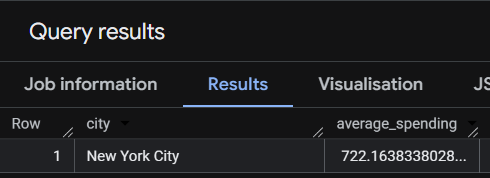 Query results
Job information Results Visualisation JS
Row city average_spending
1 New York City 722.1638338028...